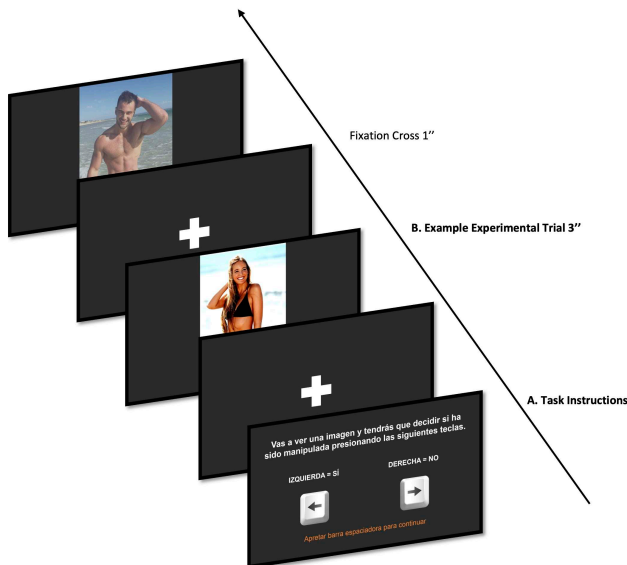 Fixation Cross 1’’
B. Example Experimental Trial 3’’
A. Task Instructions
Vas a ver una imagen y tendrás que decidir si ha
sido manipulada presionando las siguientes teclas.
IZQUIERDA = SÍ
DERECHA = NO
Apretar barra espaciadora para continuar